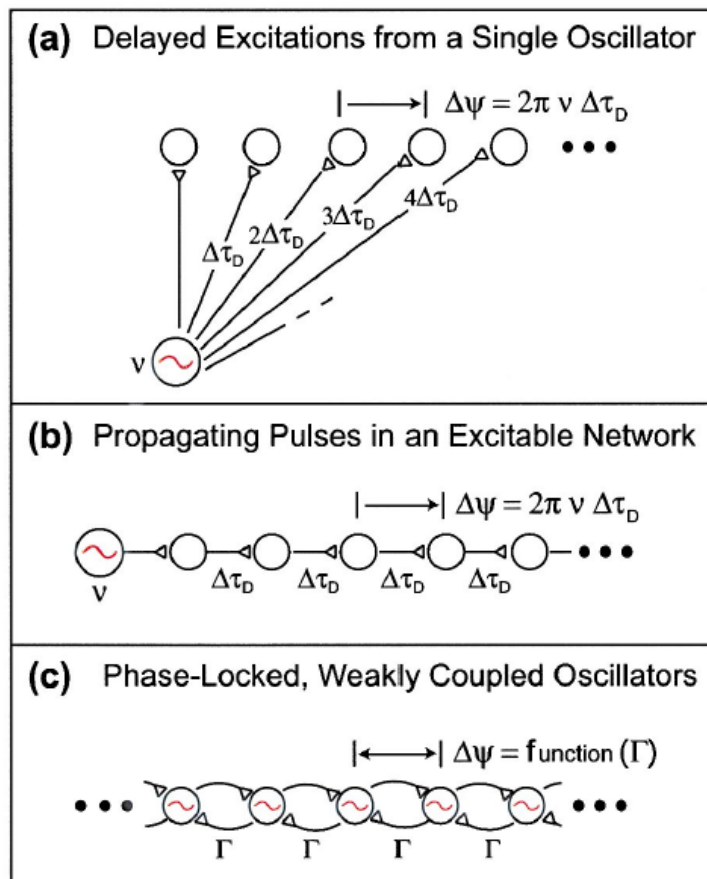 (a) Delayed Excitations from a Single Oscillator
Δψ = 2π ν Δτ_D
Δτ_D 2Δτ_D 3Δτ_D 4Δτ_D
ν
(b) Propagating Pulses in an Excitable Network
Δψ = 2π ν Δτ_D
Δτ_D Δτ_D Δτ_D Δτ_D
ν
(c) Phase-Locked, Weakly Coupled Oscillators
Δψ = function (Γ)
Γ Γ Γ Γ